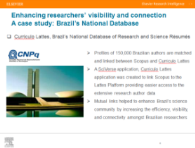 Enhancing researchers' visibility and connection
A case study: Brazil's National Database
Curriculo Lattes, Brazil's National Database of Research and Science Resumes
CNPq
Profiles of 150,000 Brazilian authors are matched
and linked between Scopus and Curriculo Lattes
A SciVerse application, Curriculo Lattes
application was created to link Scopus to the
Lattes Platform providing easier access to the
extensive research author data
Mutual links helped to enhance Brazil's science
community by increasing the efficiency, visibility
and connectivity amongst Brazilian researchers